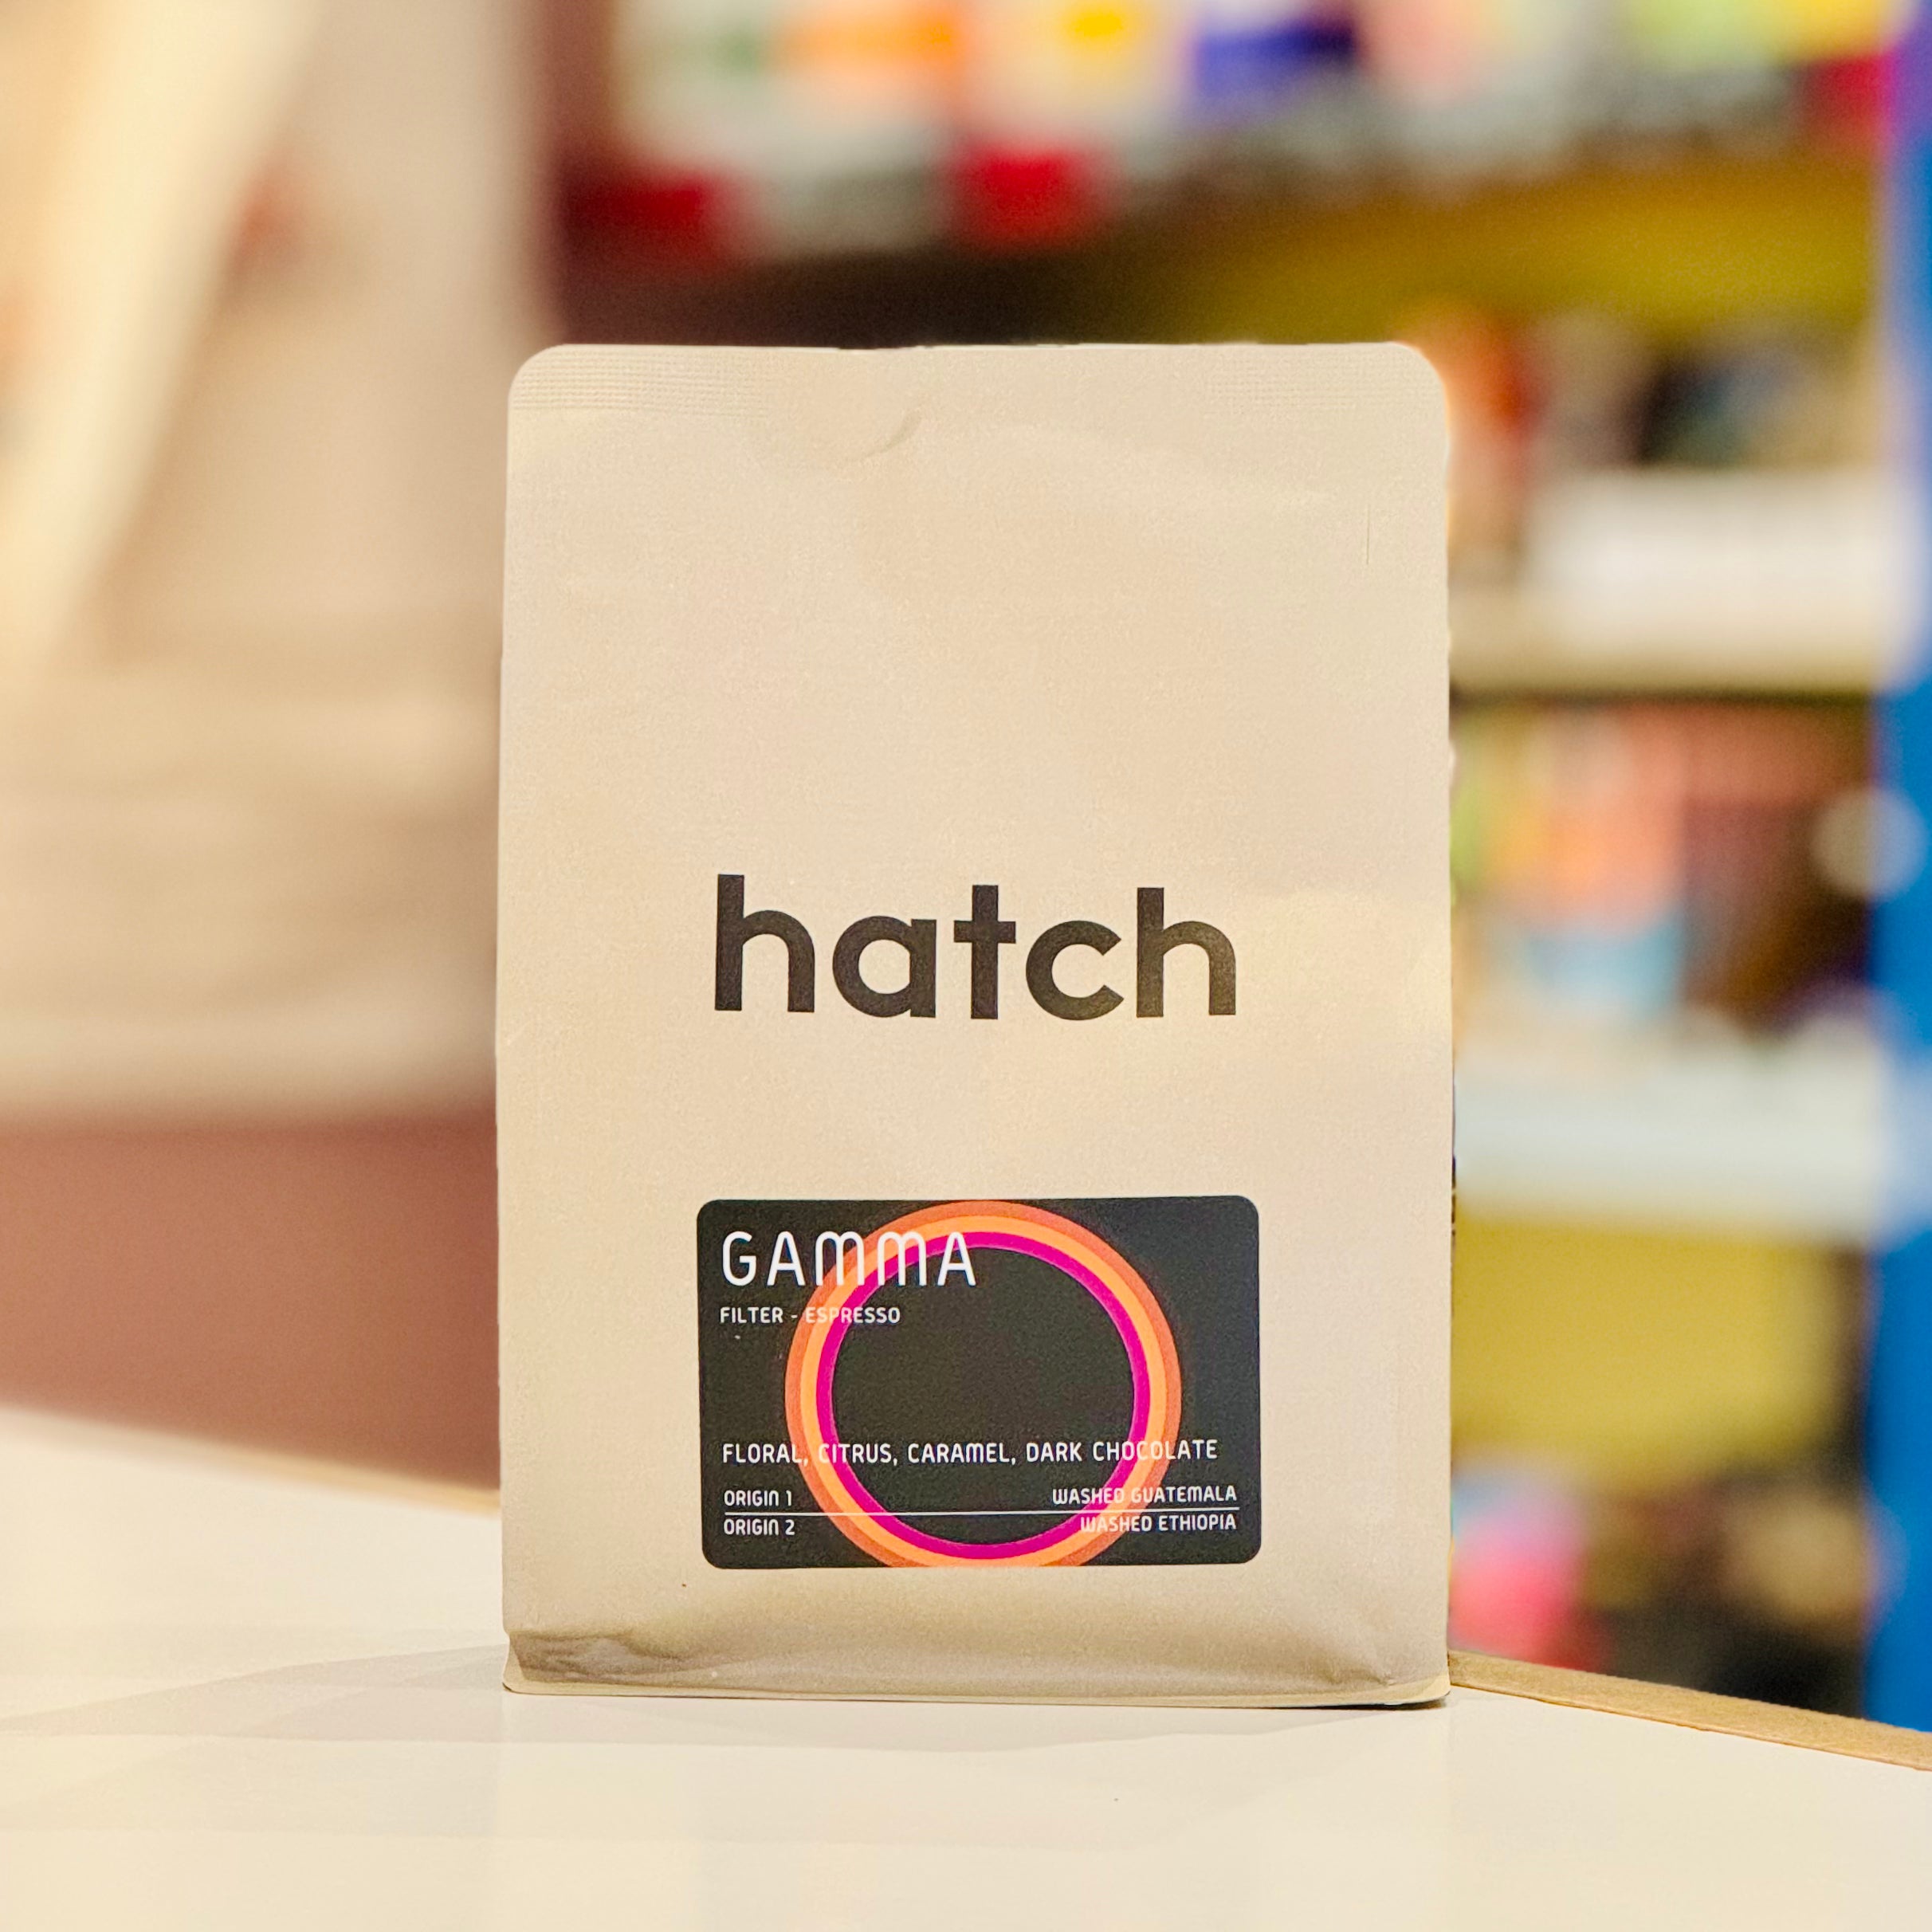 hatch
GAMMA
FILTER - ESPRESSO
FLORAL, CITRUS, CARAMEL, DARK CHOCOLATE
ORIGIN 1 WASHED GUATEMALA
ORIGIN 2 WASHED ETHIOPIA